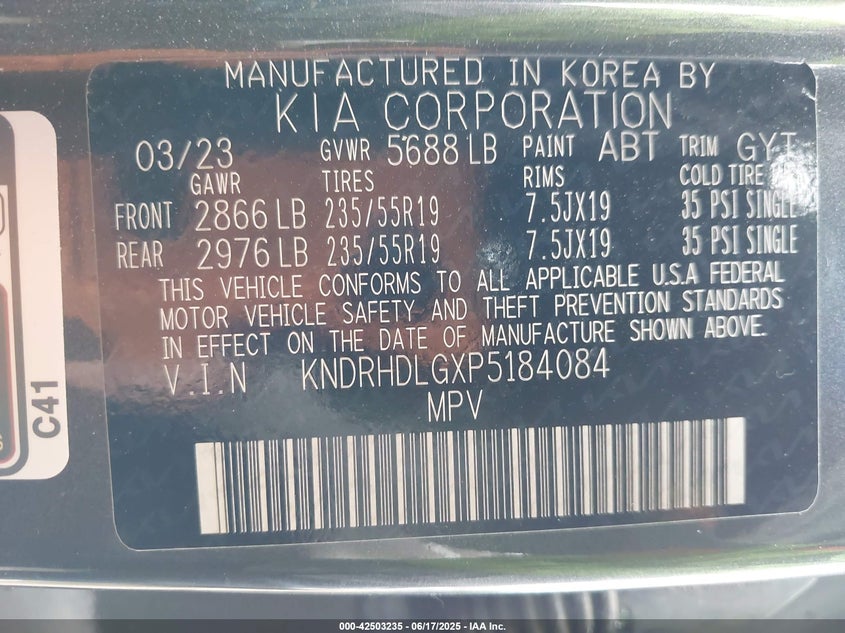 MANUFACTURED IN KOREA BY
KIA CORPORATION
03/23 GVWR 5688 LB PAINT ABT TRIM GYT
GAWR TIRES RIMS COLD TIRE
FRONT 2866 LB 235/55R19 7.5JX19 35 PSI SINGLE
REAR 2976 LB 235/55R19 7.5JX19 35 PSI SINGLE
THIS VEHICLE CONFORMS TO ALL APPLICABLE U.S.A FEDERAL
MOTOR VEHICLE SAFETY AND THEFT PREVENTION STANDARDS
IN EFFECT ON THE DATE OF MANUFACTURE SHOWN ABOVE.
V.I.N KNDRHDLGXP5184084
MPV
C41
000-42503235 - 06/17/2025 - IAA Inc.